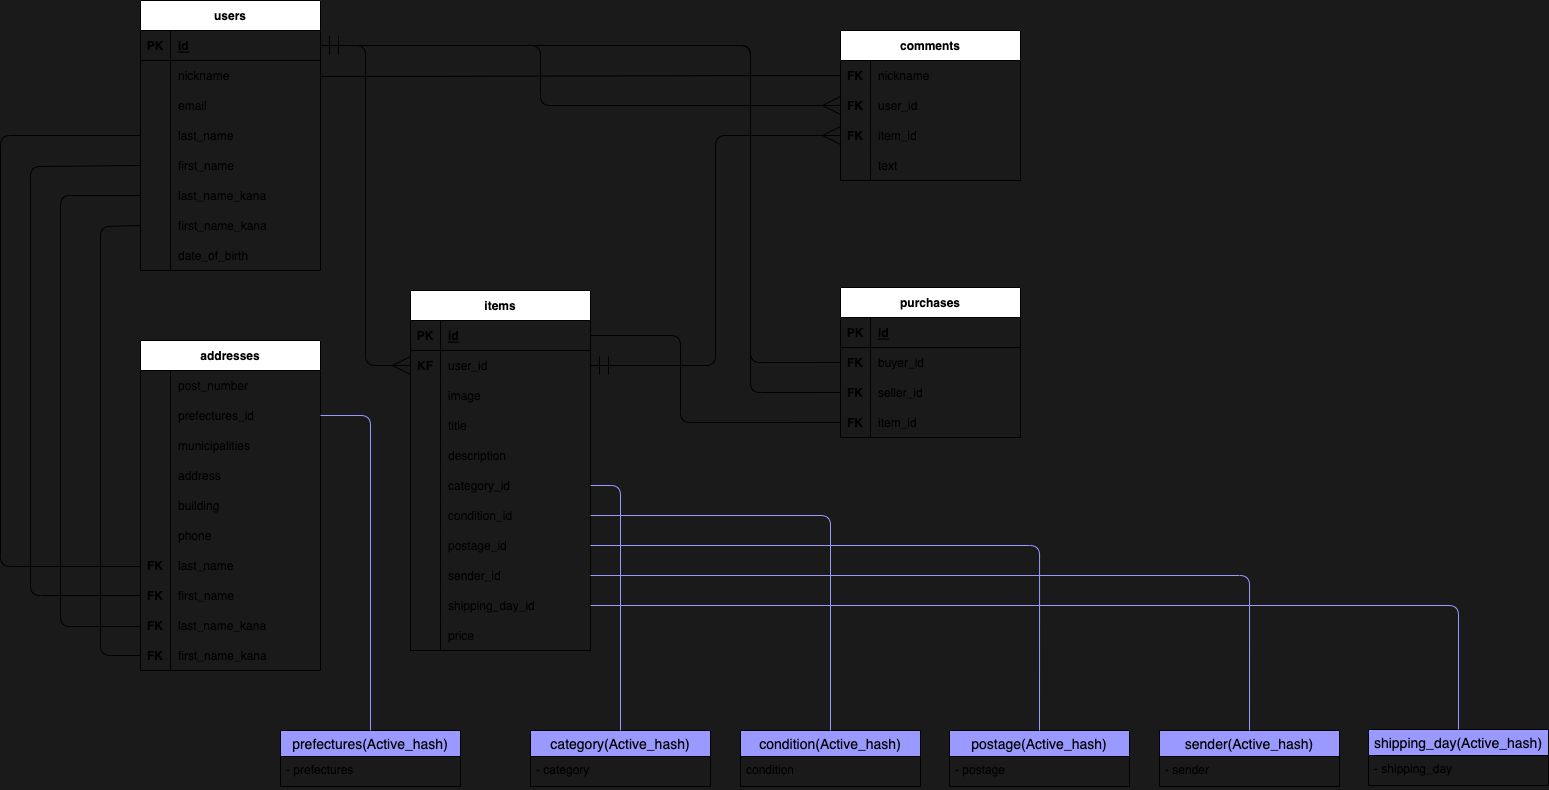 users
PK id
nickname
email
last_name
first_name
last_name_kana
first_name_kana
date_of_birth
comments
FK nickname
FK user_id
FK item_id
text
items
PK id
KF user_id
image
title
description
category_id
condition_id
postage_id
sender_id
shipping_day_id
price
purchases
PK id
FK buyer_id
FK seller_id
FK item_id
addresses
post_number
prefectures_id
municipalities
address
building
phone
FK last_name
FK first_name
FK last_name_kana
FK first_name_kana
prefectures(Active_hash)
- prefectures
category(Active_hash)
- category
condition(Active_hash)
condition
postage(Active_hash)
- postage
sender(Active_hash)
- sender
shipping_day(Active_hash)
- shipping_day